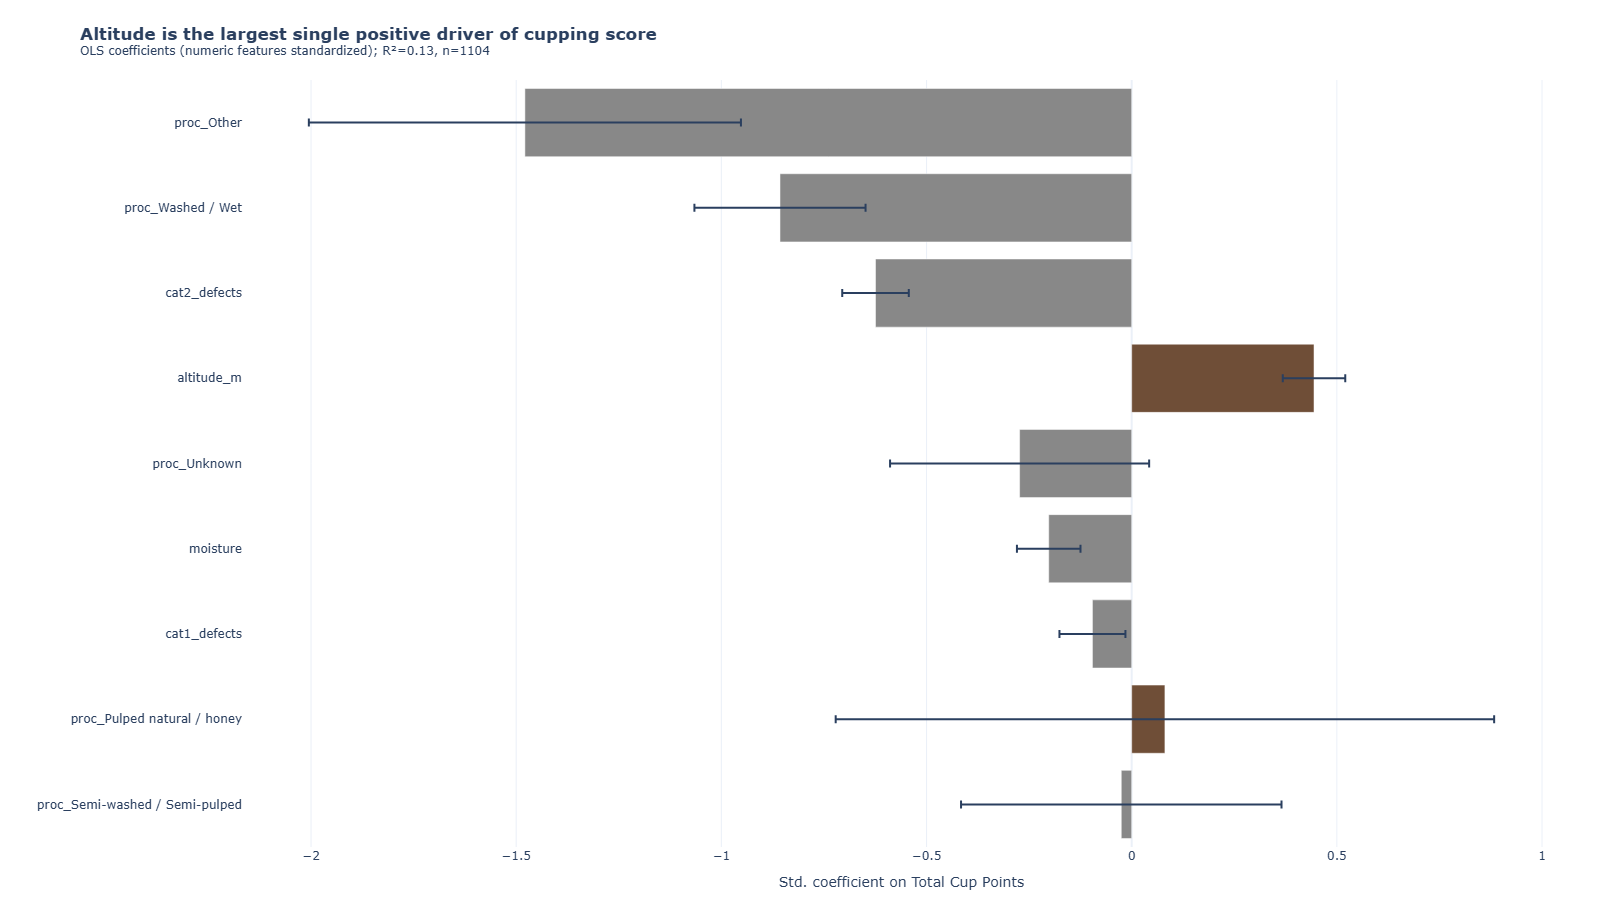 Altitude is the largest single positive driver of cupping score
OLS coefficients (numeric features standardized); R²=0.13, n=1104
proc_Other
proc_Washed / Wet
cat2_defects
altitude_m
proc_Unknown
moisture
cat1_defects
proc_Pulped natural / honey
proc_Semi-washed / Semi-pulped
−2 −1.5 −1 −0.5 0 0.5 1
Std. coefficient on Total Cup Points